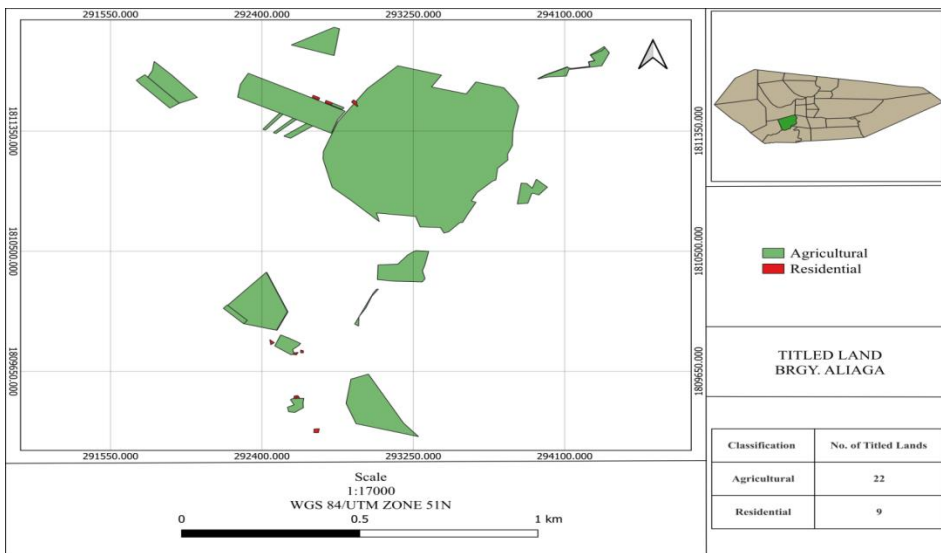 291550.000 292400.000 293250.000 294100.000
1811350.000 1811350.000
1810500.000 1810500.000
1809650.000 1809650.000
291550.000 292400.000 293250.000 294100.000
Scale
1:17000
WGS 84/UTM ZONE 51N
0 0.5 1 km
Agricultural
Residential
TITLED LAND
BRGY. ALIAGA
Classification No. of Titled Lands
Agricultural 22
Residential 9